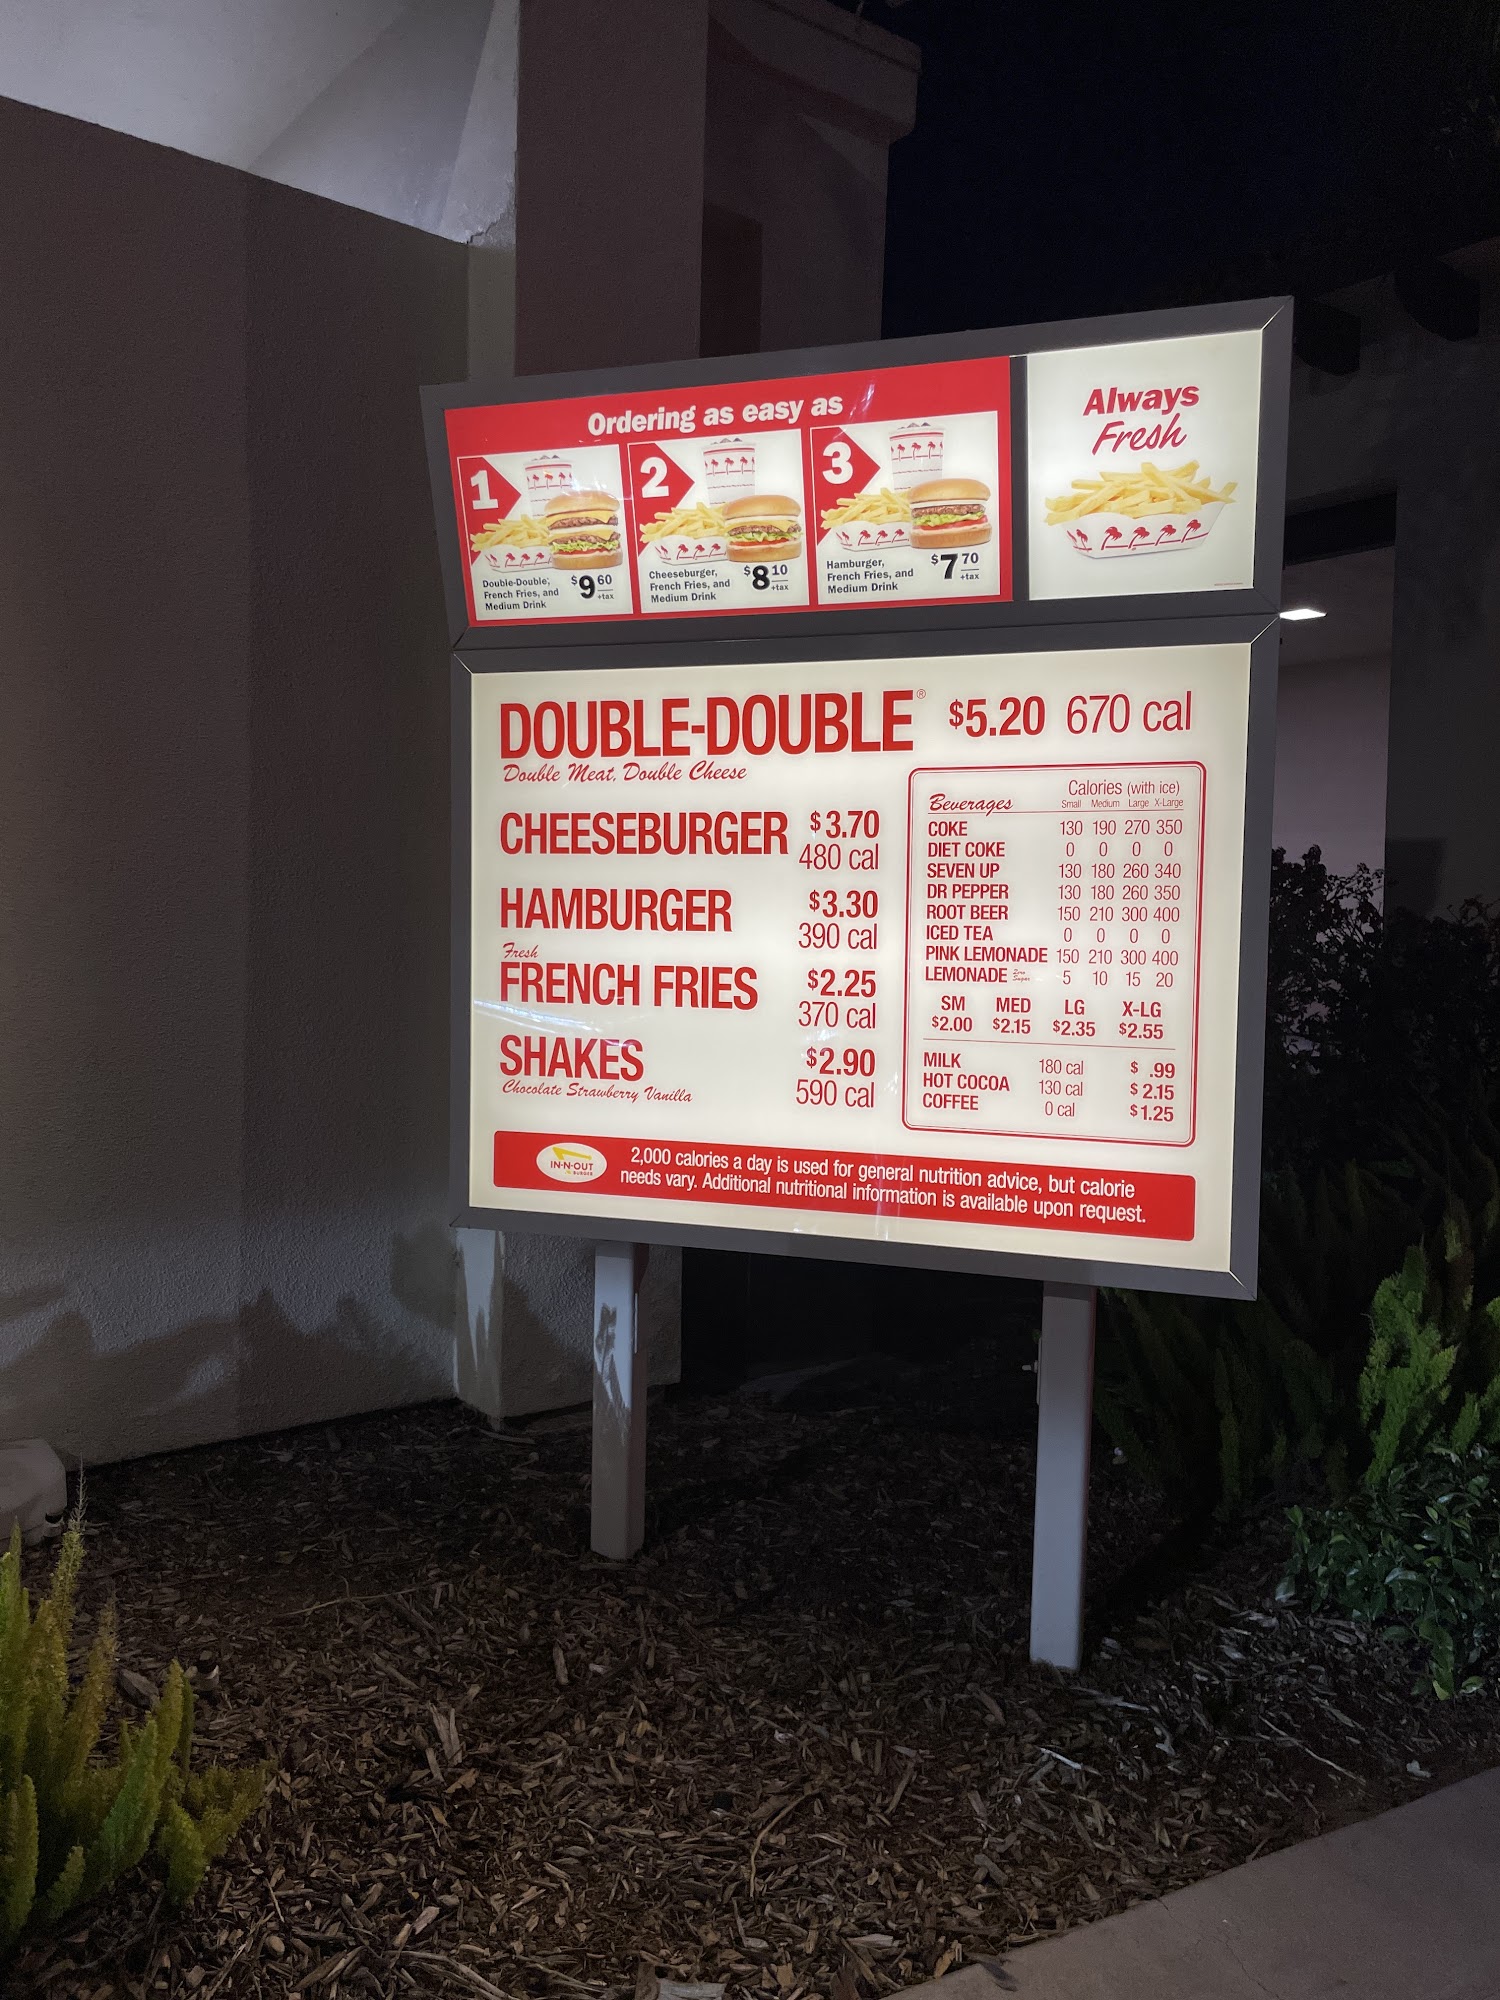 Ordering as easy as
1
Double-Double,
French Fries, and
Medium Drink
$9 60
+tax
2
Cheeseburger,
French Fries, and
Medium Drink
$8 10
+tax
3
Hamburger,
French Fries, and
Medium Drink
$7 70
+tax
Always
Fresh
DOUBLE-DOUBLE® $5.20 670 cal
Double Meat, Double Cheese
CHEESEBURGER $3.70
480 cal
HAMBURGER $3.30
390 cal
Fresh
FRENCH FRIES $2.25
370 cal
SHAKES $2.90
Chocolate Strawberry Vanilla 590 cal
Calories (with ice)
Beverages Small Medium Large X-Large
COKE 130 190 270 350
DIET COKE 0 0 0 0
SEVEN UP 130 180 260 340
DR PEPPER 130 180 260 350
ROOT BEER 150 210 300 400
ICED TEA 0 0 0 0
PINK LEMONADE 150 210 300 400
LEMONADE Zero Sugar 5 10 15 20
SM MED LG X-LG
$2.00 $2.15 $2.35 $2.55
MILK 180 cal $ .99
HOT COCOA 130 cal $2.15
COFFEE 0 cal $1.25
IN-N-OUT
BURGER
2,000 calories a day is used for general nutrition advice, but calorie
needs vary. Additional nutritional information is available upon request.